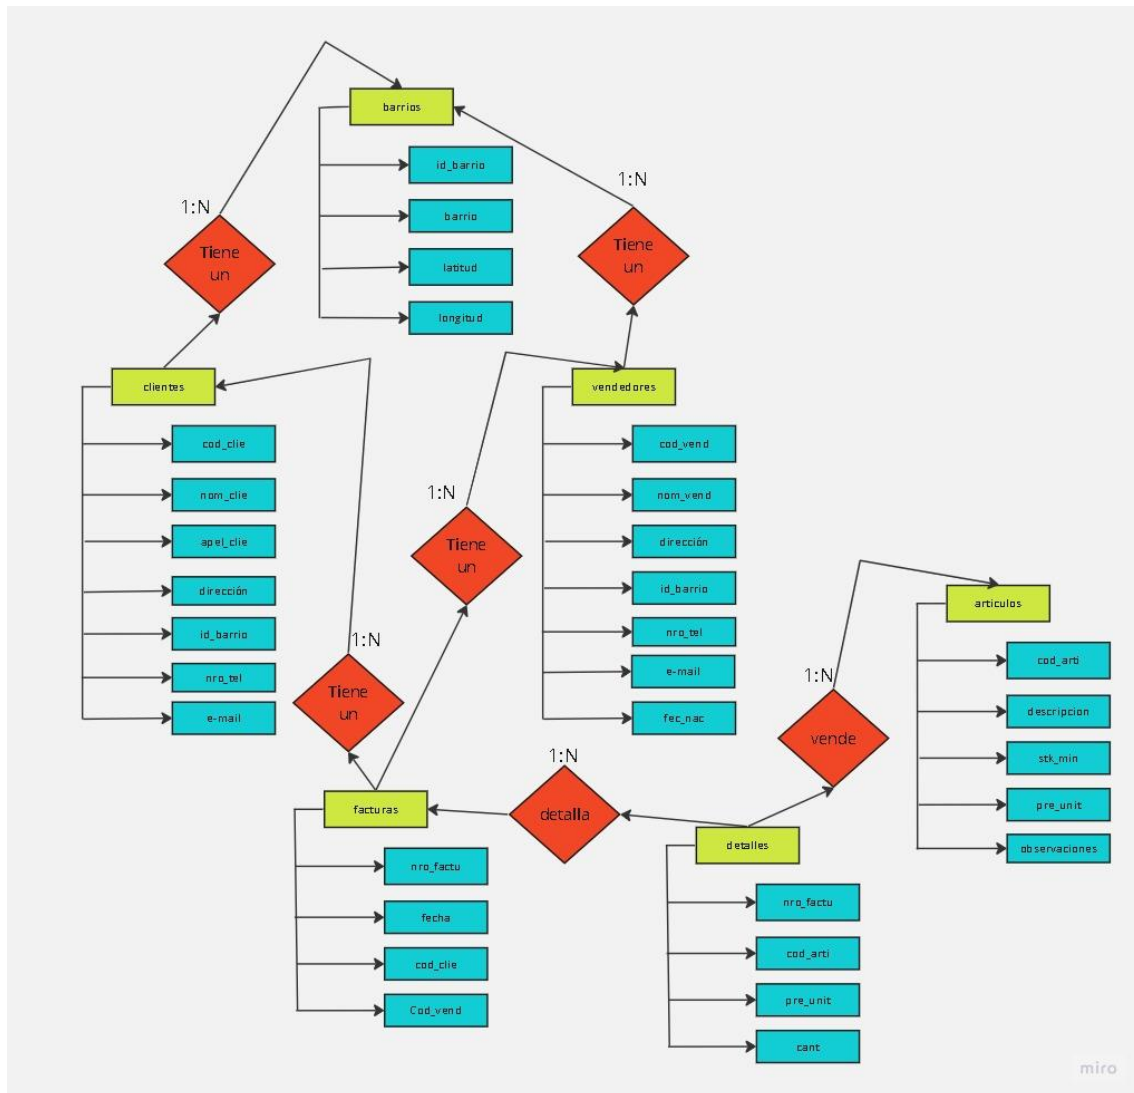 barrios
id_barrio
barrio
latitud
longitud
1:N
Tiene
un
1:N
Tiene
un
clientes
cod_clie
nom_clie
apel_clie
dirección
id_barrio
nro_tel
e-mail
vendedores
cod_vend
nom_vend
dirección
id_barrio
nro_tel
e-mail
fec_nac
1:N
Tiene
un
1:N
Tiene
un
articulos
cod_arti
descripcion
stk_min
pre_unit
observaciones
1:N
vende
1:N
detalla
facturas
nro_factu
fecha
cod_clie
Cod_vend
detalles
nro_factu
cod_arti
pre_unit
cant
miro